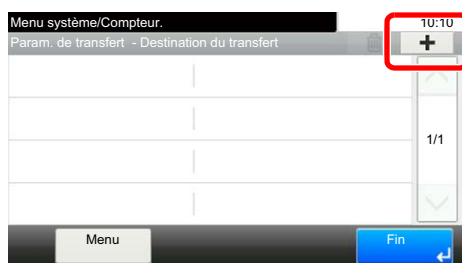 Menu système/Compteur. 10:10
Param. de transfert - Destination du transfert +
1/1
Menu Fin